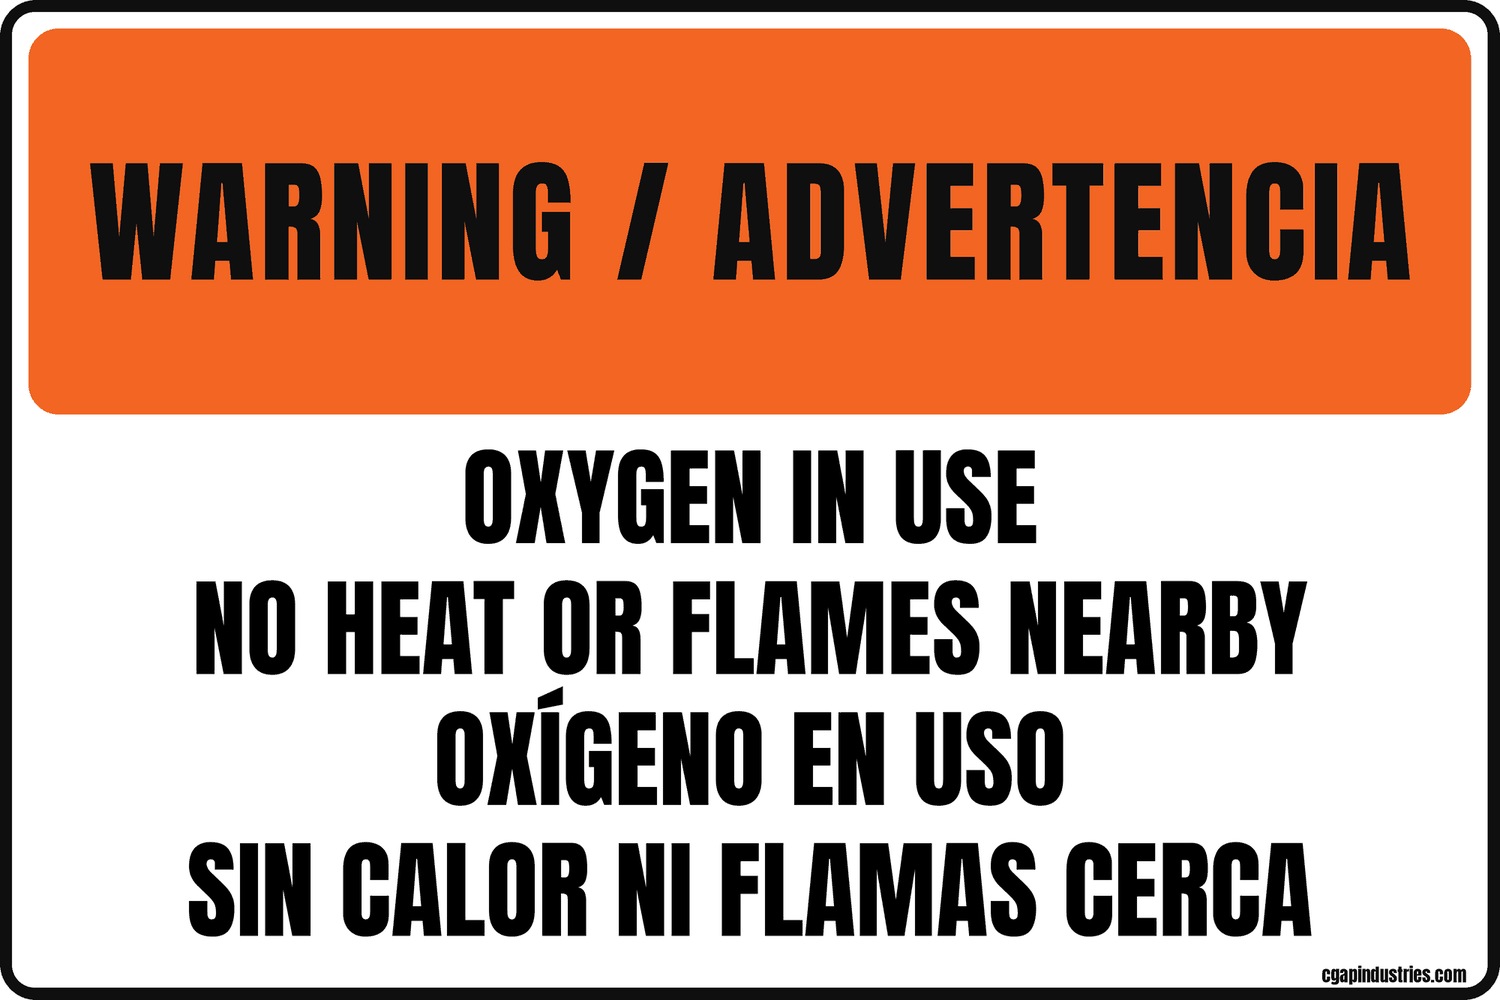 WARNING / ADVERTENCIA
OXYGEN IN USE
NO HEAT OR FLAMES NEARBY
OXÍGENO EN USO
SIN CALOR NI FLAMAS CERCA
cgapindustries.com